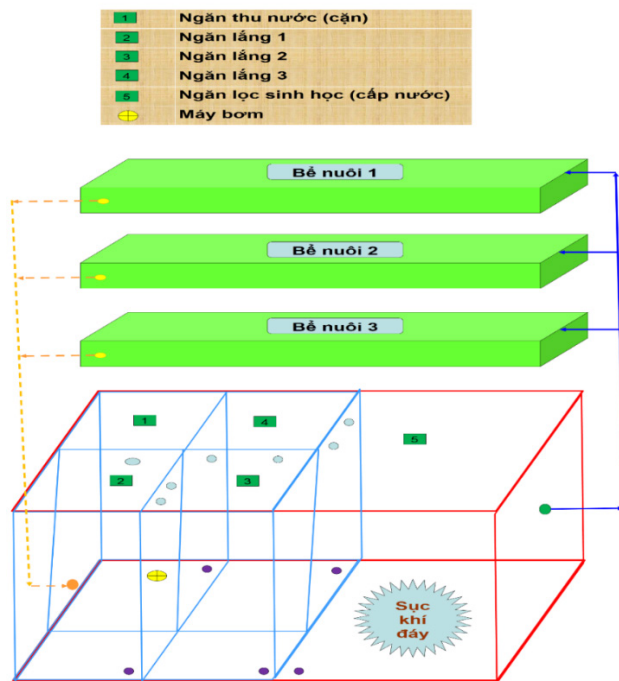 1 Ngăn thu nước (cặn)
2 Ngăn lắng 1
3 Ngăn lắng 2
4 Ngăn lắng 3
5 Ngăn lọc sinh học (cấp nước)
Máy bơm
Bể nuôi 1
Bể nuôi 2
Bể nuôi 3
1
4
5
2
3
Sục
khí
đáy